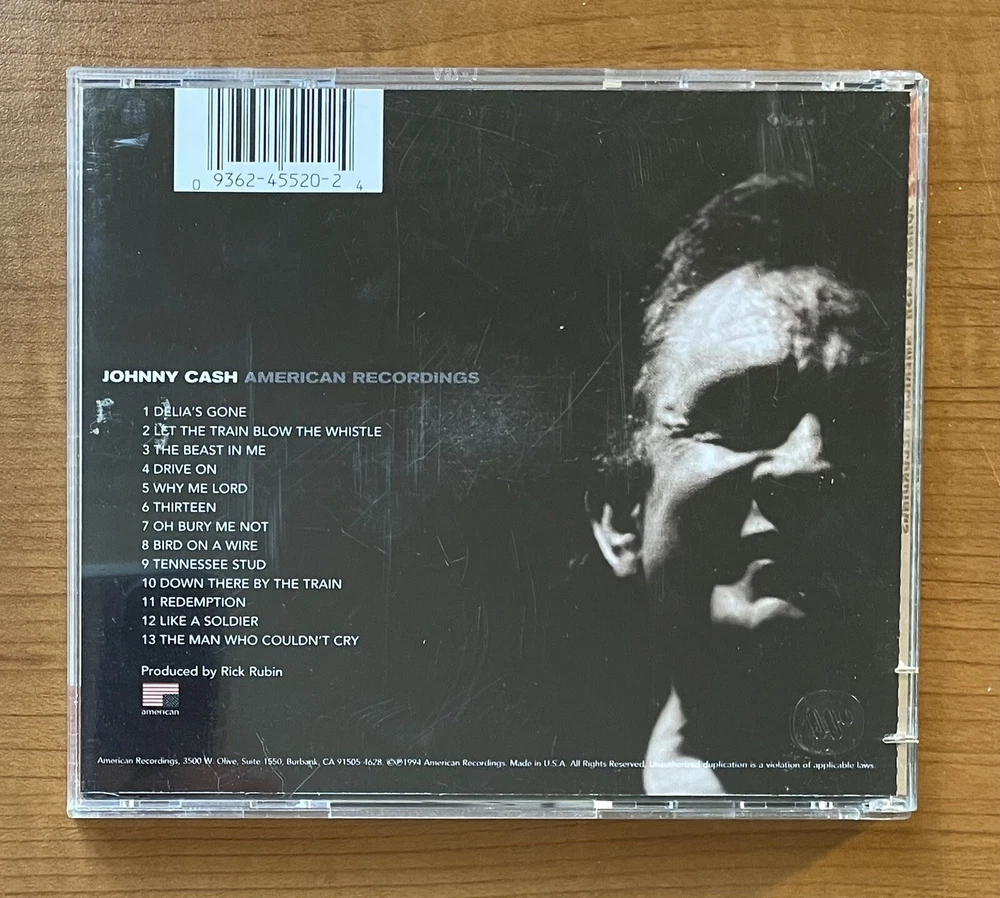 0 9362-45520-2 4
JOHNNY CASH AMERICAN RECORDINGS
1 DELIA'S GONE
2 LET THE TRAIN BLOW THE WHISTLE
3 THE BEAST IN ME
4 DRIVE ON
5 WHY ME LORD
6 THIRTEEN
7 OH BURY ME NOT
8 BIRD ON A WIRE
9 TENNESSEE STUD
10 DOWN THERE BY THE TRAIN
11 REDEMPTION
12 LIKE A SOLDIER
13 THE MAN WHO COULDN'T CRY
Produced by Rick Rubin
american
American Recordings, 3500 W. Olive, Suite 1550, Burbank, CA 91505-4628. ©℗1994 American Recordings. Made in U.S.A. All Rights Reserved. Unauthorized duplication is a violation of applicable laws.